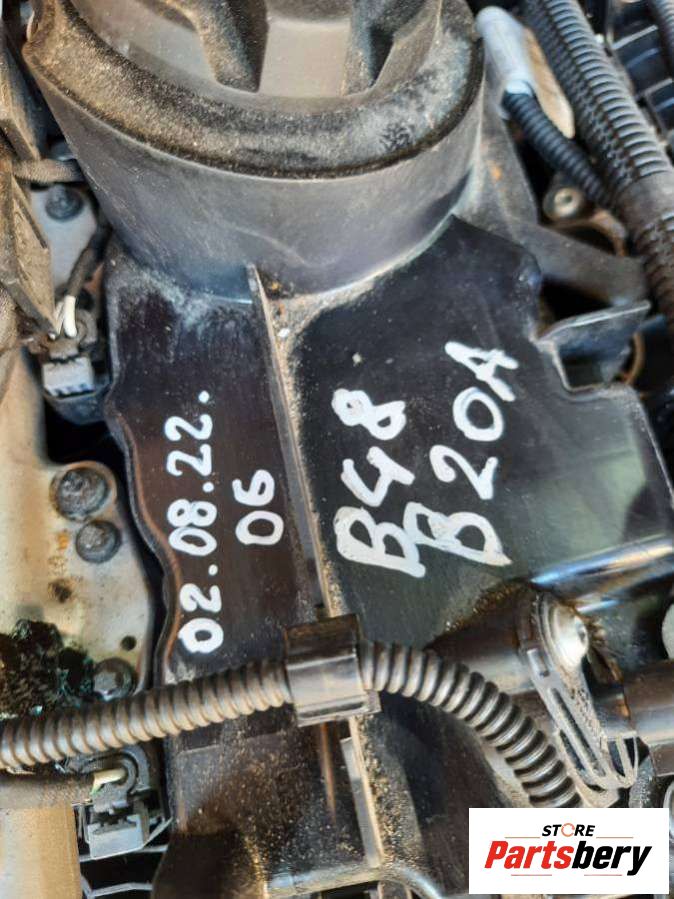 02.08.22.
06
B48
B20A
STORE
Partsbery